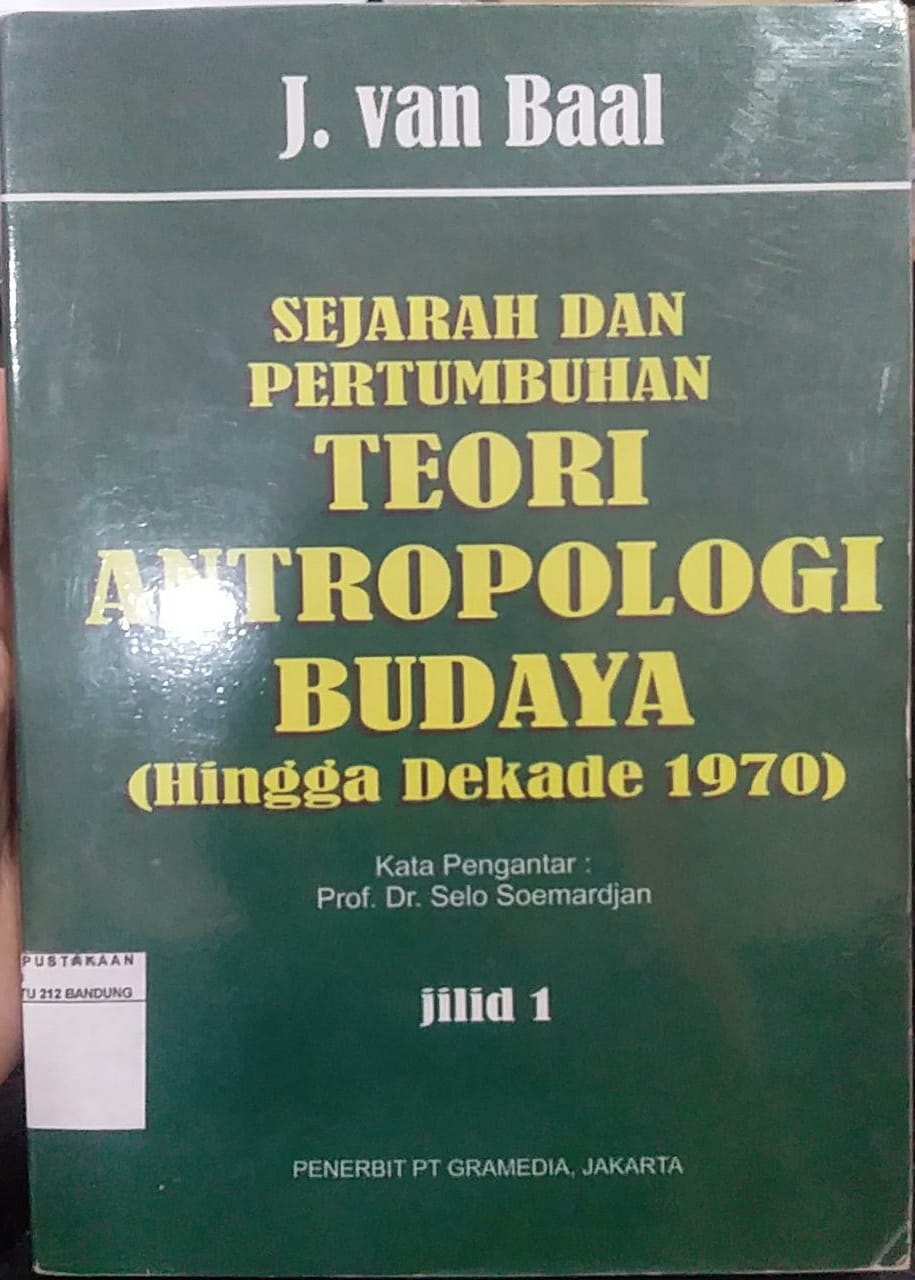 J. van Baal
SEJARAH DAN
PERTUMBUHAN
TEORI
ANTROPOLOGI
BUDAYA
(Hingga Dekade 1970)
Kata Pengantar :
Prof. Dr. Selo Soemardjan
PUSTAKAAN
TU 212 BANDUNG
jilid 1
PENERBIT PT GRAMEDIA, JAKARTA